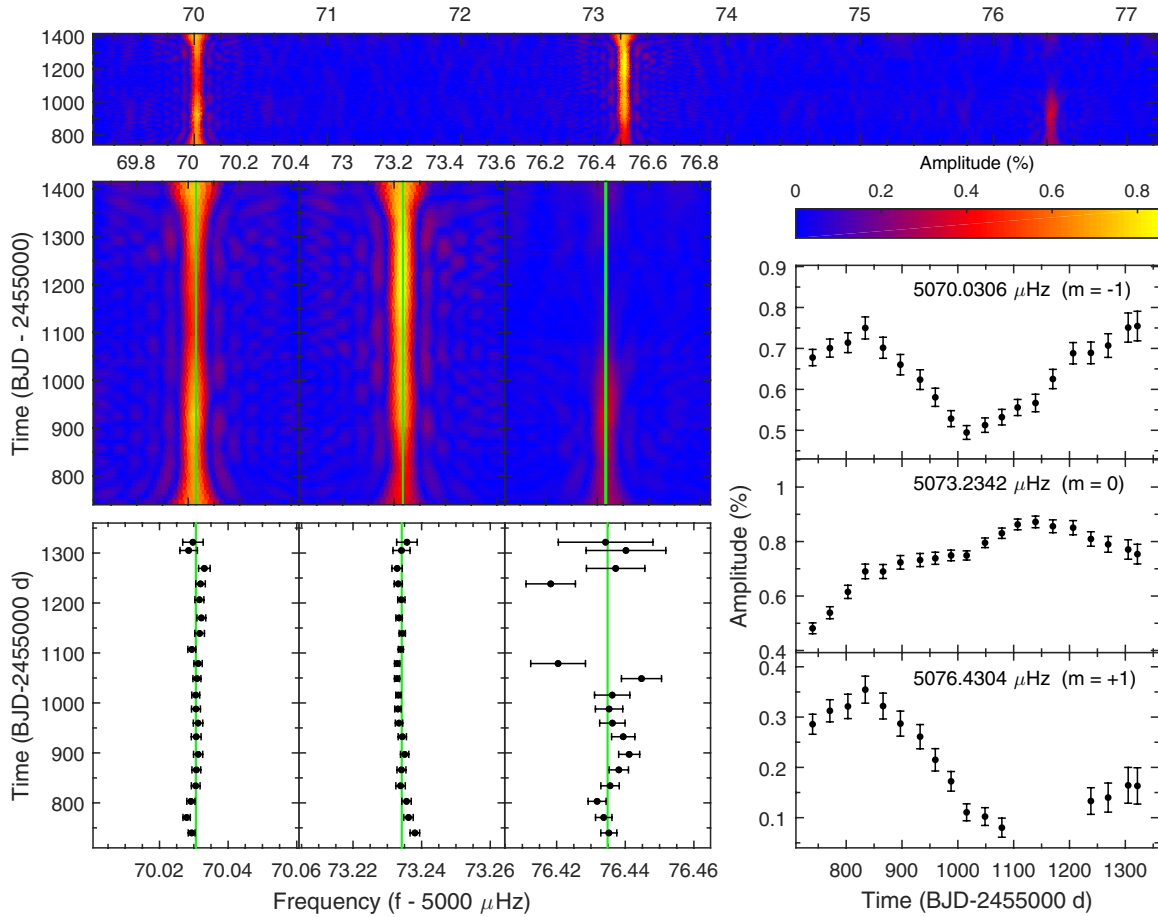 70 71 72 73 74 75 76 77
1400
1200
1000
800
69.8 70 70.2 70.4 73 73.2 73.4 73.6 76.2 76.4 76.6 76.8
Amplitude (%)
0 0.2 0.4 0.6 0.8
1400
1300
1200
1100
1000
900
800
Time (BJD - 2455000)
1300
1200
1100
1000
900
800
Time (BJD-2455000 d)
70.02 70.04 70.06 73.22 73.24 73.26 76.42 76.44 76.46
Frequency (f - 5000 μHz)
5070.0306 μHz (m = -1)
0.9
0.8
0.7
0.6
0.5
5073.2342 μHz (m = 0)
1
0.8
0.6
0.4
Amplitude (%)
5076.4304 μHz (m = +1)
0.4
0.3
0.2
0.1
800 900 1000 1100 1200 1300
Time (BJD-2455000 d)